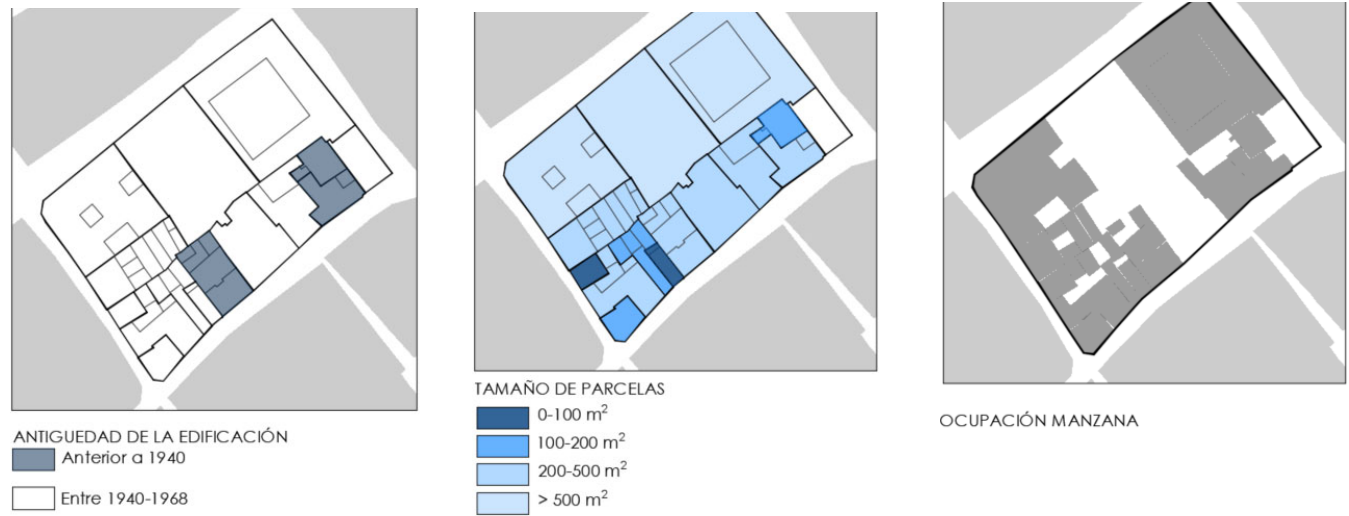 ANTIGUEDAD DE LA EDIFICACIÓN
Anterior a 1940
Entre 1940-1968
TAMAÑO DE PARCELAS
0-100 m²
100-200 m²
200-500 m²
> 500 m²
OCUPACIÓN MANZANA